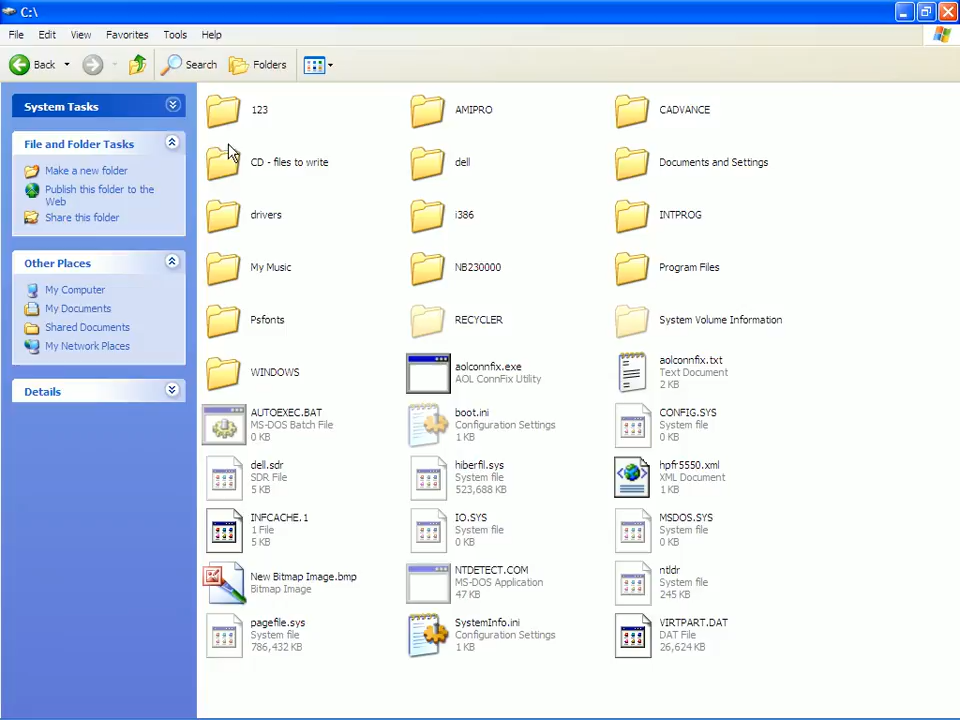 C:\
File Edit View Favorites Tools Help
Back Search Folders
System Tasks
File and Folder Tasks
Make a new folder
Publish this folder to the
Web
Share this folder
Other Places
My Computer
My Documents
Shared Documents
My Network Places
Details
123 AMIPRO CADVANCE
CD - files to write dell Documents and Settings
drivers i386 INTPROG
My Music NB230000 Program Files
Psfonts RECYCLER System Volume Information
WINDOWS
aolconnfix.exe
AOL ConnFix Utility
aolconnfix.txt
Text Document
2 KB
AUTOEXEC.BAT
MS-DOS Batch File
0 KB
boot.ini
Configuration Settings
1 KB
CONFIG.SYS
System file
0 KB
dell.sdr
SDR File
5 KB
hiberfil.sys
System file
523,688 KB
hpfr5550.xml
XML Document
1 KB
INFCACHE.1
1 File
5 KB
IO.SYS
System file
0 KB
MSDOS.SYS
System file
0 KB
New Bitmap Image.bmp
Bitmap Image
NTDETECT.COM
MS-DOS Application
47 KB
ntldr
System file
245 KB
pagefile.sys
System file
786,432 KB
SystemInfo.ini
Configuration Settings
1 KB
VIRTPART.DAT
DAT File
26,624 KB